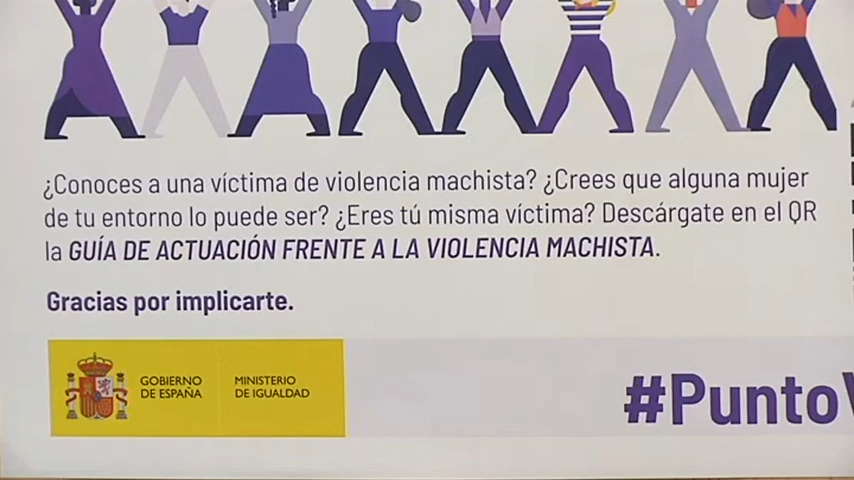 ¿Conoces a una víctima de violencia machista? ¿Crees que alguna mujer
de tu entorno lo puede ser? ¿Eres tú misma víctima? Descárgate en el QR
la GUÍA DE ACTUACIÓN FRENTE A LA VIOLENCIA MACHISTA.
Gracias por implicarte.
GOBIERNO
DE ESPAÑA
MINISTERIO
DE IGUALDAD
#PuntoV